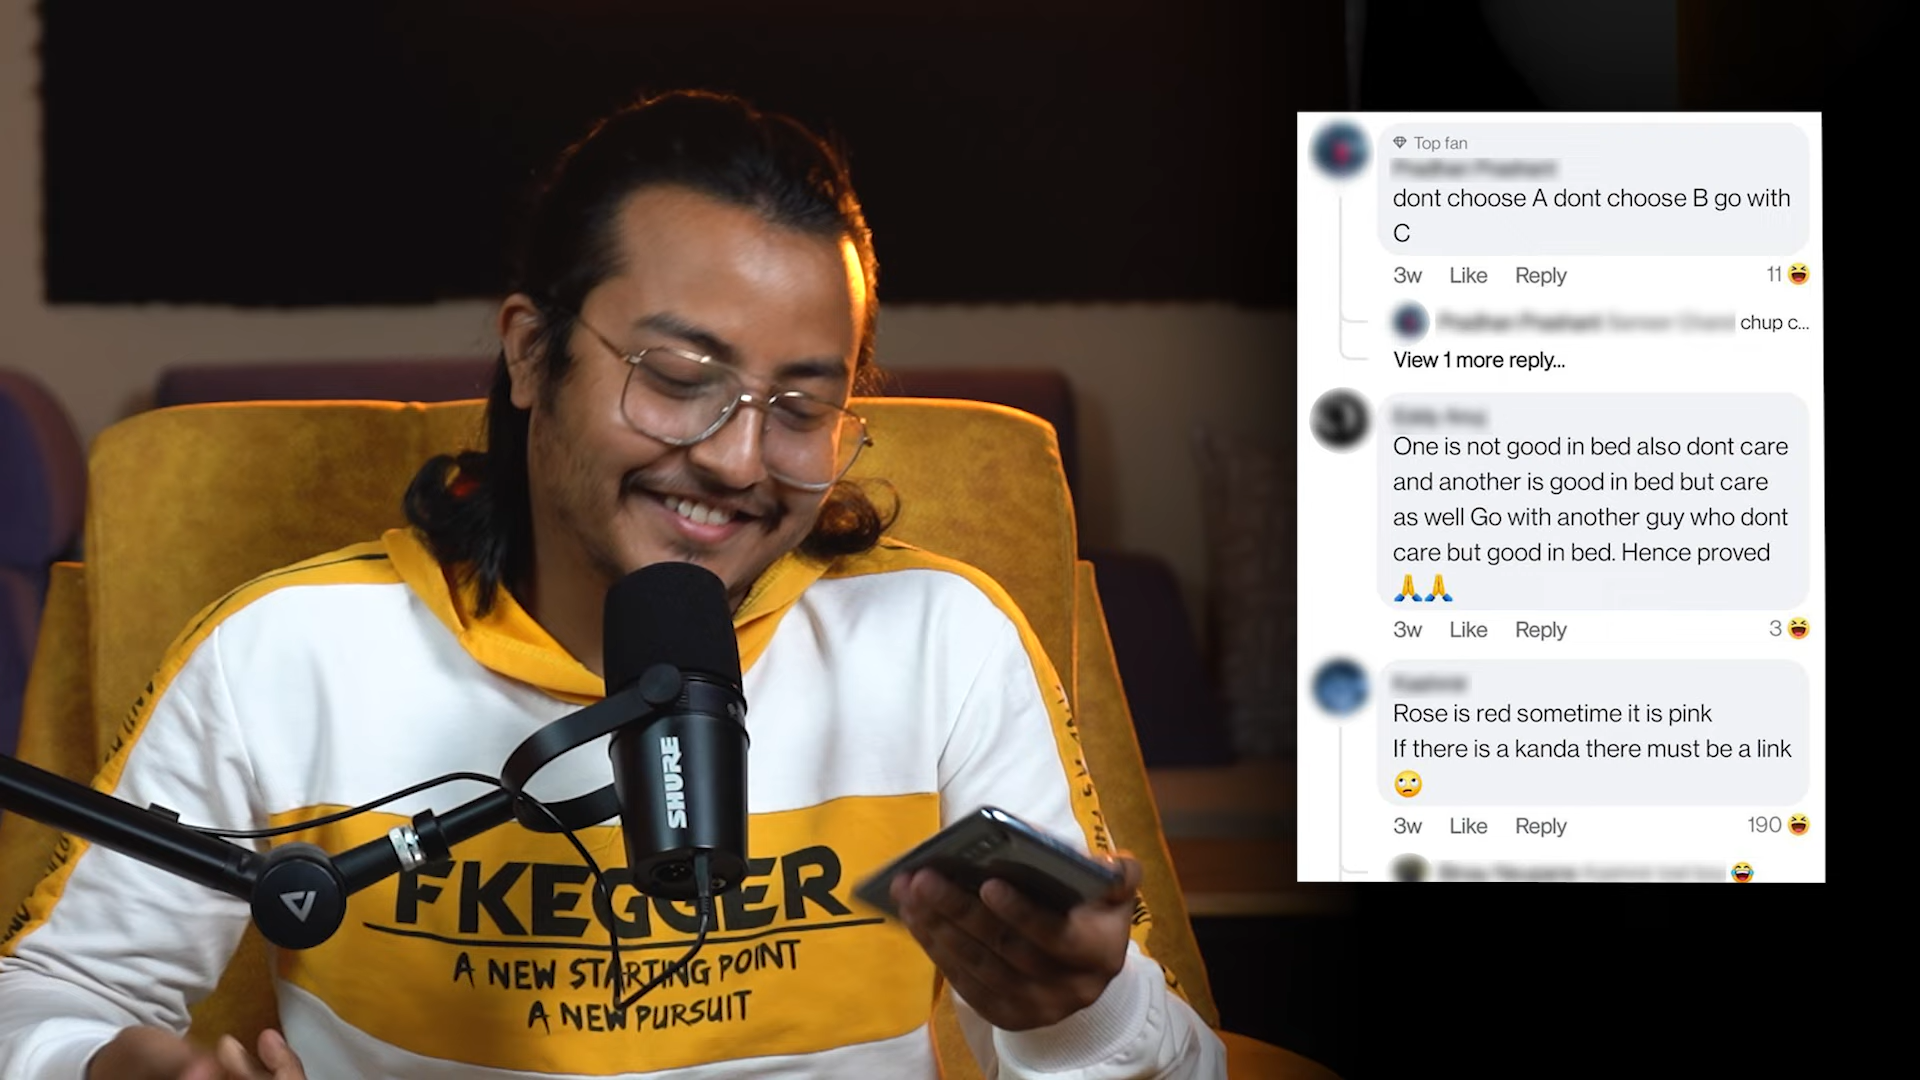 Top fan
dont choose A dont choose B go with
C
3w Like Reply 11
chup c...
View 1 more reply...
One is not good in bed also dont care
and another is good in bed but care
as well Go with another guy who dont
care but good in bed. Hence proved
🙏🙏
3w Like Reply 3
Rose is red sometime it is pink
If there is a kanda there must be a link
🙄
3w Like Reply 190
😂
SHURE
FKEGGER
A NEW STARTING POINT
A NEW PURSUIT